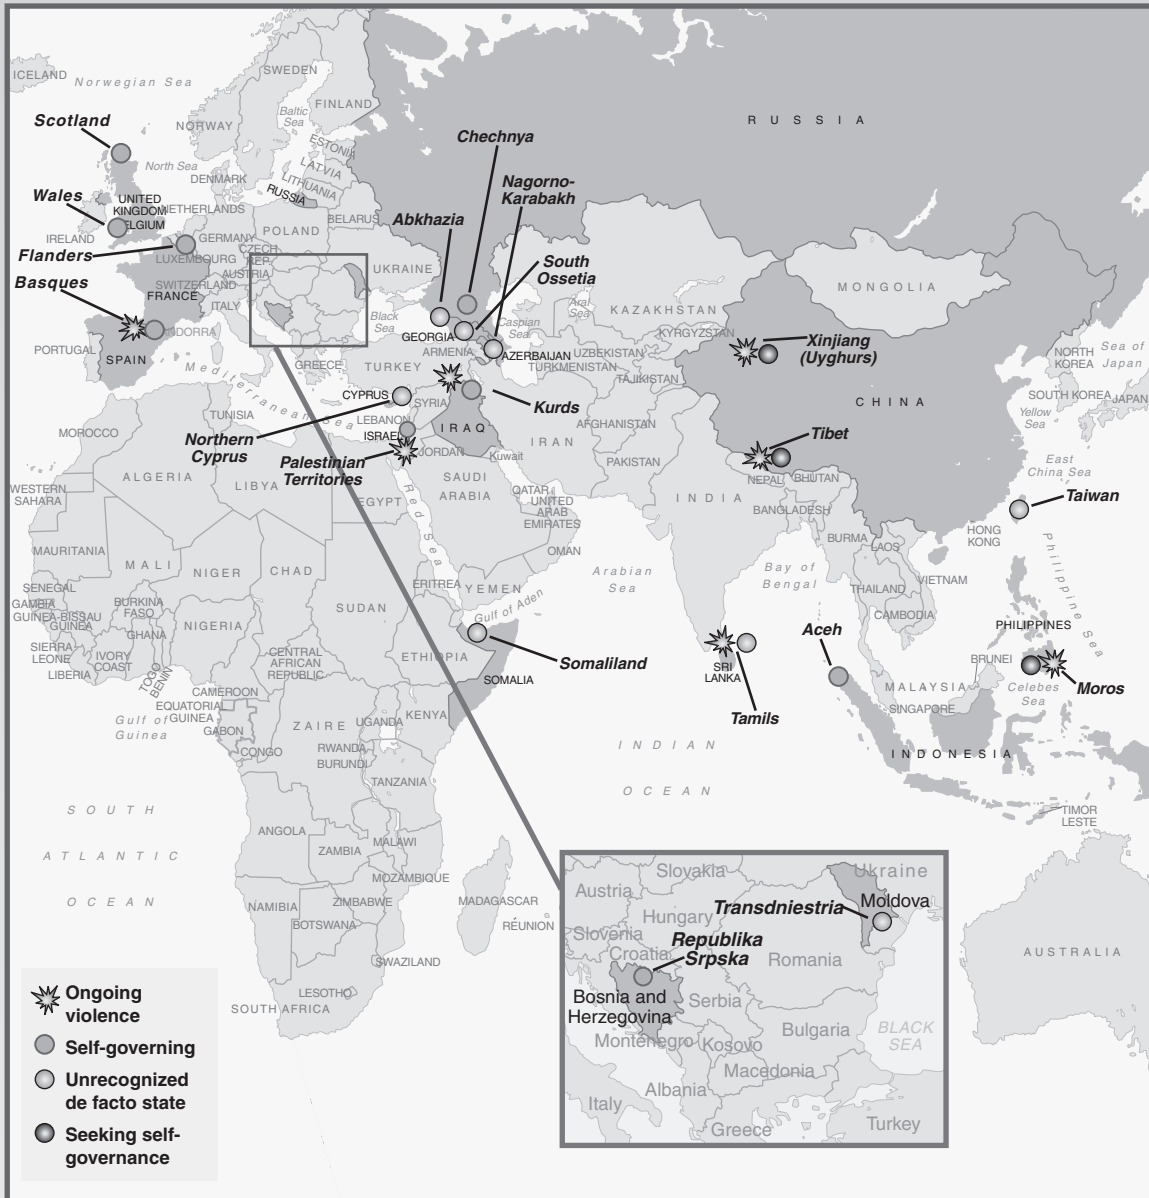 ICELAND
Norwegian Sea
SWEDEN
FINLAND
NORWAY
Baltic
Sea
ESTONIA
LATVIA
LITHUANIA
RUSSIA
RUSSIA
Scotland
North Sea
DENMARK
Wales
UNITED
KINGDOM
NETHERLANDS
BELARUS
IRELAND
ELGIUM
GERMANY
POLAND
CZECH
REP.
Flanders
LUXEMBOURG
AUSTRIA
UKRAINE
Basques
SWITZERLAND
FRANCE
ITALY
NDORRA
PORTUGAL
SPAIN
Chechnya
Nagorno-
Karabakh
Abkhazia
South
Ossetia
Black
Sea
GEORGIA
Caspian
Sea
Aral
Sea
ARMENIA
AZERBAIJAN
KAZAKHSTAN
UZBEKISTAN
TURKMENISTAN
KYRGYZSTAN
TAJIKISTAN
MONGOLIA
Xinjiang
(Uyghurs)
CHINA
NORTH
KOREA
Sea of
Japan
SOUTH KOREA
JAPAN
Yellow
Sea
East
China Sea
GREECE
TURKEY
Mediterranean Sea
CYPRUS
SYRIA
LEBANON
ISRAEL
IRAQ
JORDAN
Kuwait
Kurds
IRAN
AFGHANISTAN
PAKISTAN
Tibet
NEPAL
BHUTAN
INDIA
BANGLADESH
Taiwan
HONG
KONG
BURMA
LAOS
Northern
Cyprus
Palestinian
Territories
TUNISIA
MOROCCO
ALGERIA
LIBYA
EGYPT
WESTERN
SAHARA
SAUDI
ARABIA
QATAR
UNITED
ARAB
EMIRATES
OMAN
Red Sea
MAURITANIA
MALI
NIGER
CHAD
SUDAN
ERITREA
YEMEN
Gulf of Aden
Arabian
Sea
Bay of
Bengal
THAILAND
VIETNAM
CAMBODIA
Philippine Sea
PHILIPPINES
SENEGAL
GAMBIA
GUINEA-BISSAU
GUINEA
BURKINA
FASO
GHANA
SIERRA
LEONE
LIBERIA
IVORY
COAST
TOGO
BENIN
NIGERIA
CENTRAL
AFRICAN
REPUBLIC
ETHIOPIA
Somaliland
SOMALIA
SRI
LANKA
Tamils
Aceh
BRUNEI
Celebes
Sea
Moros
MALAYSIA
SINGAPORE
INDONESIA
CAMEROON
EQUATORIAL
GUINEA
Gulf of
Guinea
GABON
CONGO
ZAIRE
UGANDA
KENYA
RWANDA
BURUNDI
TANZANIA
INDIAN
OCEAN
TIMOR
LESTE
SOUTH
ATLANTIC
OCEAN
ANGOLA
ZAMBIA
MALAWI
MOZAMBIQUE
NAMIBIA
ZIMBABWE
BOTSWANA
MADAGASCAR
RÉUNION
SWAZILAND
LESOTHO
SOUTH AFRICA
AUSTRALIA
Slovakia
Ukraine
Austria
Moldova
Transdniestria
Hungary
Slovenia
Republika
Srpska
Croatia
Romania
Bosnia and
Herzegovina
Serbia
Bulgaria
BLACK
SEA
Montenegro
Kosovo
Macedonia
Albania
Italy
Greece
Turkey
Ongoing
violence
Self-governing
Unrecognized
de facto state
Seeking self-
governance